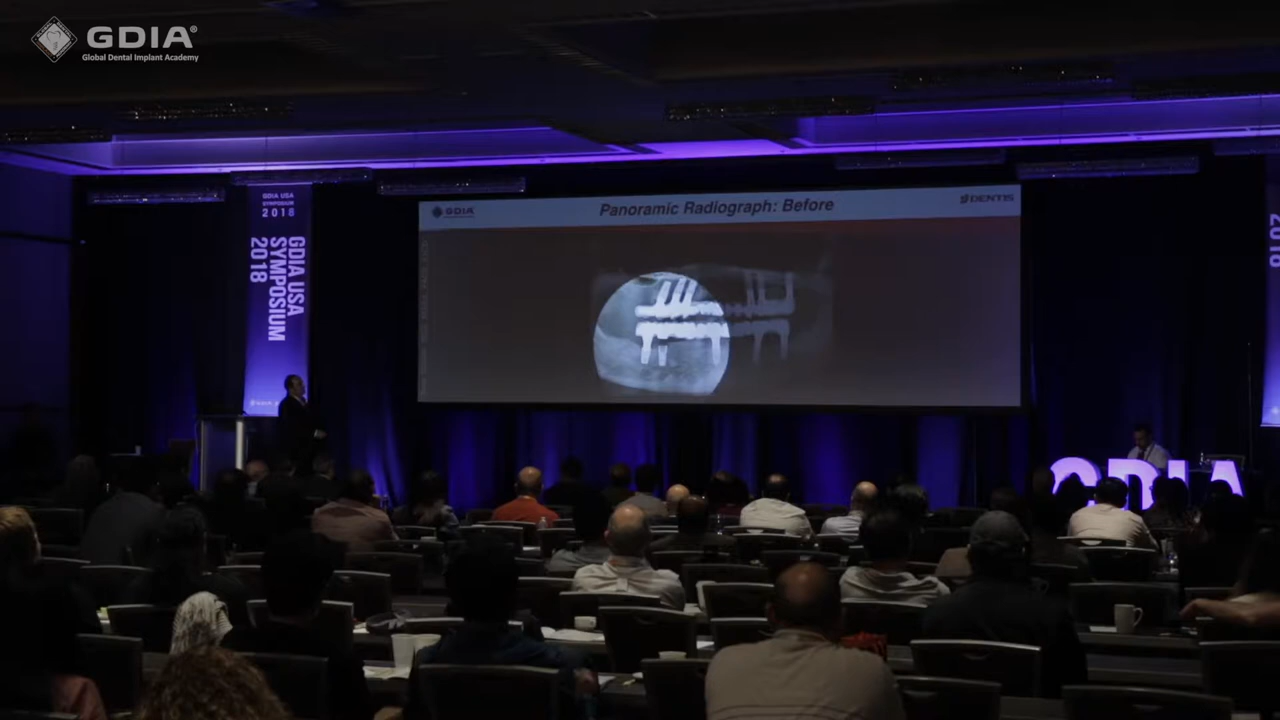 GDIA®
Global Dental Implant Academy
GDIA USA
SYMPOSIUM
2018
GDIA USA
SYMPOSIUM
2018
GDIA
Panoramic Radiograph: Before
DENTIS
2018
GDIA